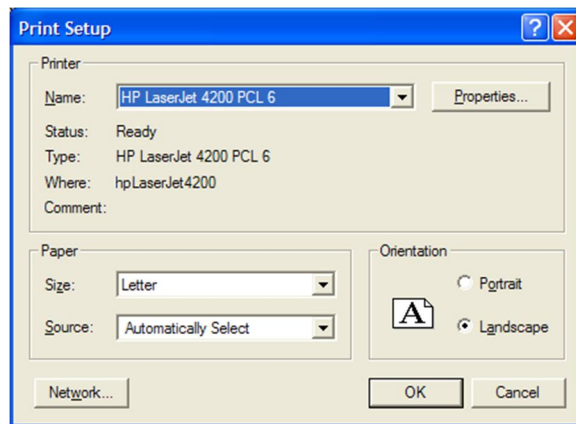 Print Setup
Printer
Name: HP LaserJet 4200 PCL 6 Properties...
Status: Ready
Type: HP LaserJet 4200 PCL 6
Where: hpLaserJet4200
Comment:
Paper
Size: Letter
Source: Automatically Select
Orientation
A
Portrait
Landscape
Network... OK Cancel